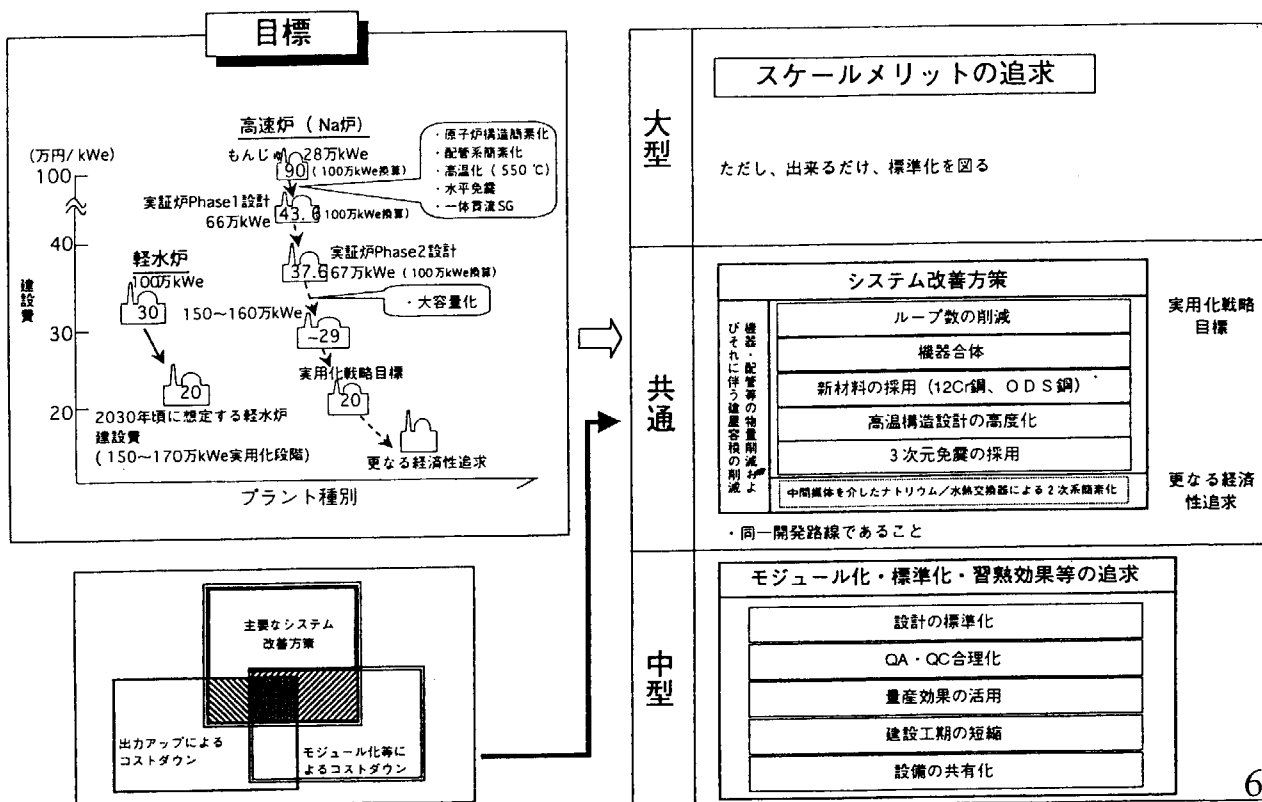 目標
高速炉（Na炉）
(万円/ kWe)
もんじゅ 28万kWe
90 (100万kWe換算)
100
・原子炉構造簡素化
・配管系簡素化
・高温化（550 ℃）
・水平免震
・一体貫流SG
実証炉Phase1設計
66万kWe
43.6 (100万kWe換算)
40
実証炉Phase2設計
37.6 67万kWe (100万kWe換算)
軽水炉
100万kWe
30
・大容量化
150～160万kWe
建設費
30
~29
実用化戦略目標
20
20
20
2030年頃に想定する軽水炉
建設費
(150～170万kWe実用化段階)
更なる経済性追求
プラント種別
主要なシステム
改善方策
出力アップによる
コストダウン
モジュール化等に
よるコストダウン
大型
スケールメリットの追求
ただし、出来るだけ、標準化を図る
共通
システム改善方策
機器・配管等の物量削減およ
びそれに伴う建屋容積の削減
ループ数の削減
機器合体
新材料の採用（12Cr鋼、ODS鋼）
高温構造設計の高度化
3次元免震の採用
中間媒体を介したナトリウム／水熱交換器による2次系簡素化
実用化戦略
目標
更なる経済
性追求
・同一開発路線であること
中型
モジュール化・標準化・習熟効果等の追求
設計の標準化
QA・QC合理化
量産効果の活用
建設工期の短縮
設備の共有化
6